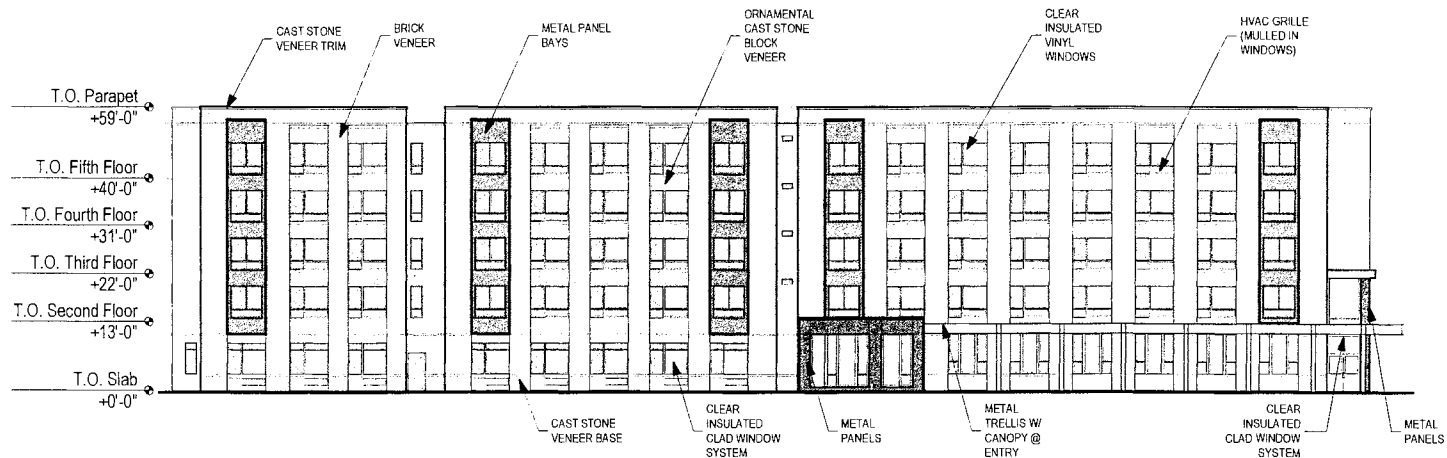 CAST STONE
VENEER TRIM
BRICK
VENEER
METAL PANEL
BAYS
ORNAMENTAL
CAST STONE
BLOCK
VENEER
CLEAR
INSULATED
VINYL
WINDOWS
HVAC GRILLE
(MULLED IN
WINDOWS)
T.O. Parapet
+59'-0"
T.O. Fifth Floor
+40'-0"
T.O. Fourth Floor
+31'-0"
T.O. Third Floor
+22'-0"
T.O. Second Floor
+13'-0"
T.O. Slab
+0'-0"
CAST STONE
VENEER BASE
CLEAR
INSULATED
CLAD WINDOW
SYSTEM
METAL
PANELS
METAL
TRELLIS W/
CANOPY @
ENTRY
CLEAR
INSULATED
CLAD WINDOW
SYSTEM
METAL
PANELS